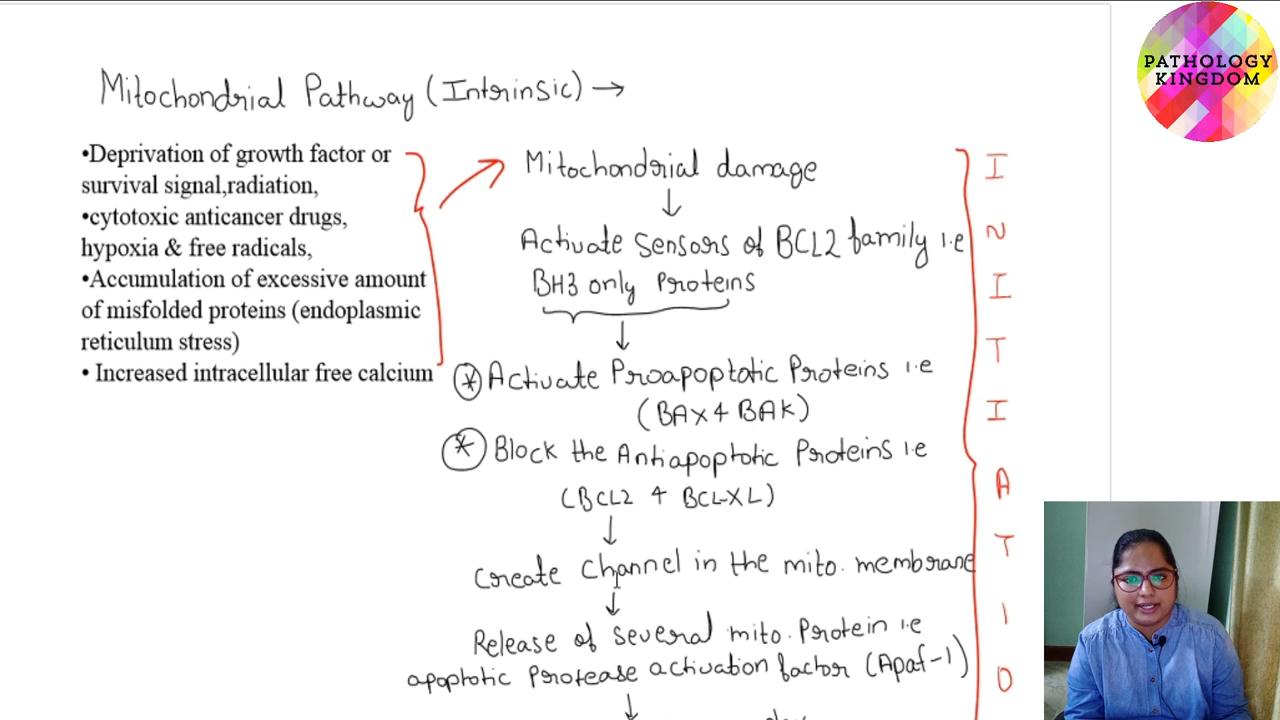 PATHOLOGY
KINGDOM
Mitochondrial Pathway (Intrinsic) →
•Deprivation of growth factor or
survival signal,radiation,
•cytotoxic anticancer drugs,
hypoxia & free radicals,
•Accumulation of excessive amount
of misfolded proteins (endoplasmic
reticulum stress)
• Increased intracellular free calcium
Mitochondrial damage
↓
Activate Sensors of BCL2 family i.e
BH3 only Proteins
↓
* Activate Proapoptotic Proteins i.e
(BAX & BAK)
* Block the Antiapoptotic Proteins i.e
(BCL2 & BCL-XL)
↓
Create Channel in the mito. membrane
↓
Release of several mito. Protein i.e
apoptotic Protease activation factor (Apaf-1)
↓
I
N
I
T
I
A
T
I
O